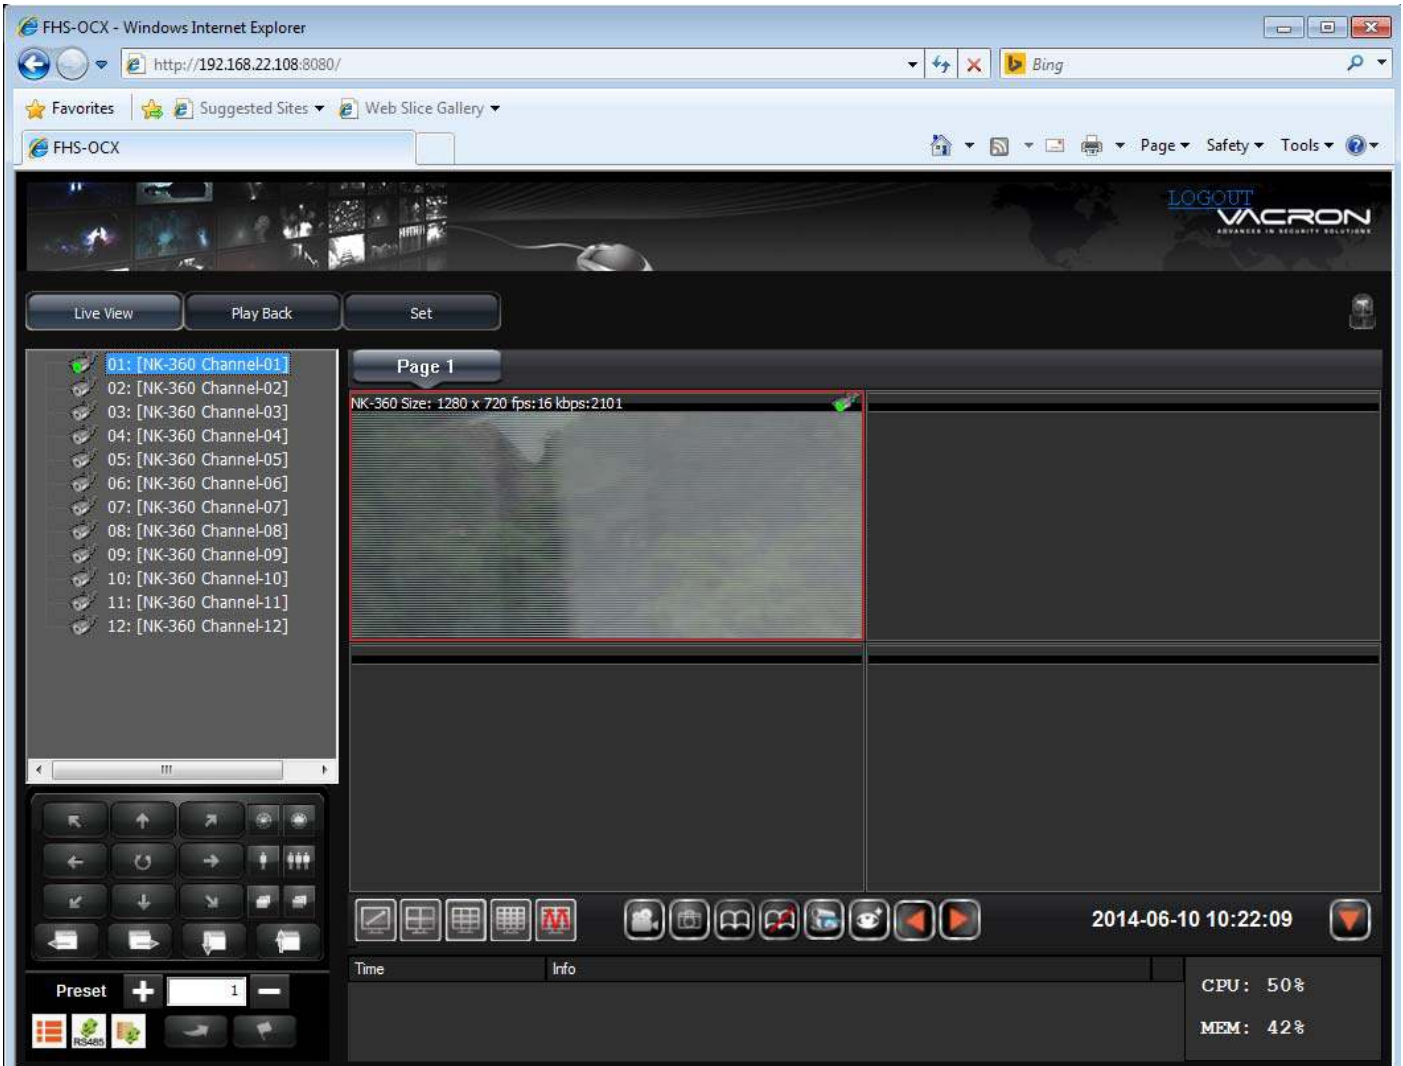 FHS-OCX - Windows Internet Explorer
http://192.168.22.108:8080/
Bing
Favorites Suggested Sites Web Slice Gallery
FHS-OCX
Page Safety Tools
LOGOUT
VACRON
ADVANCES IN SECURITY SOLUTIONS
Live View Play Back Set
01: [NK-360 Channel-01]
02: [NK-360 Channel-02]
03: [NK-360 Channel-03]
04: [NK-360 Channel-04]
05: [NK-360 Channel-05]
06: [NK-360 Channel-06]
07: [NK-360 Channel-07]
08: [NK-360 Channel-08]
09: [NK-360 Channel-09]
10: [NK-360 Channel-10]
11: [NK-360 Channel-11]
12: [NK-360 Channel-12]
Page 1
NK-360 Size: 1280 x 720 fps:16 kbps:2101
2014-06-10 10:22:09
Time Info
Preset 1
RS485
CPU: 50%
MEM: 42%